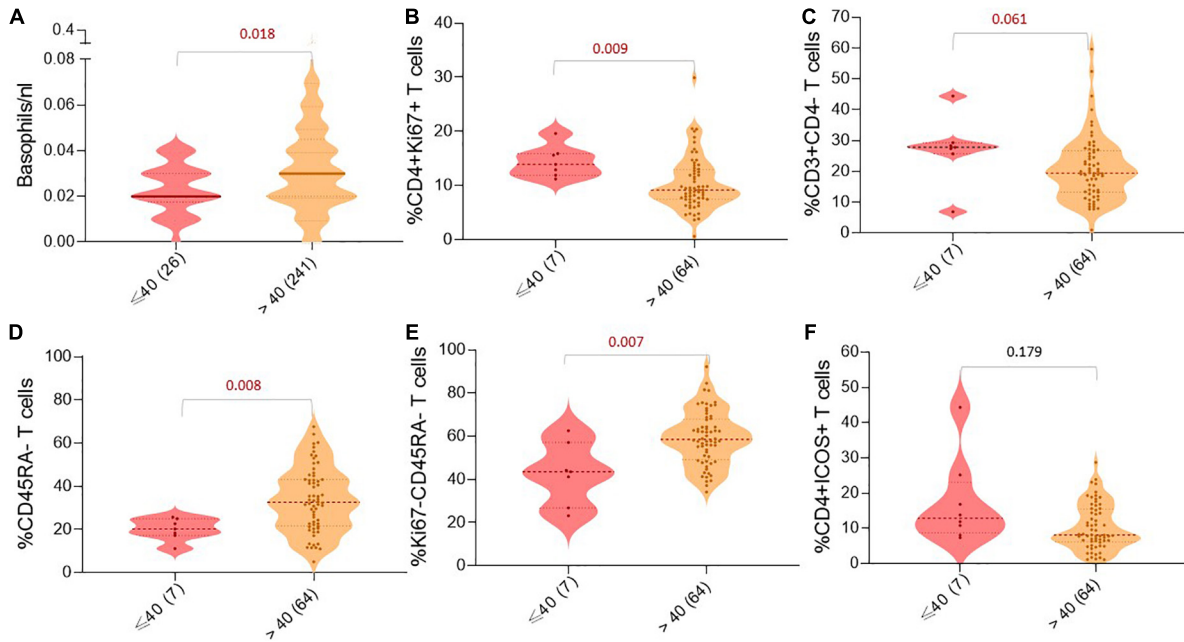 A
Basophils/nl
0.4
0.08
0.06
0.04
0.02
0.00
0.018
≤40 (26)
> 40 (241)
B
%CD4+Ki67+ T cells
40
30
20
10
0
0.009
≤40 (7)
> 40 (64)
C
%CD3+CD4- T cells
70
60
50
40
30
20
10
0
0.061
≤40 (7)
> 40 (64)
D
%CD45RA- T cells
100
80
60
40
20
0
0.008
≤40 (7)
> 40 (64)
E
%Ki67-CD45RA- T cells
100
80
60
40
20
0
0.007
≤40 (7)
> 40 (64)
F
%CD4+ICOS+ T cells
60
50
40
30
20
10
0
0.179
≤40 (7)
> 40 (64)